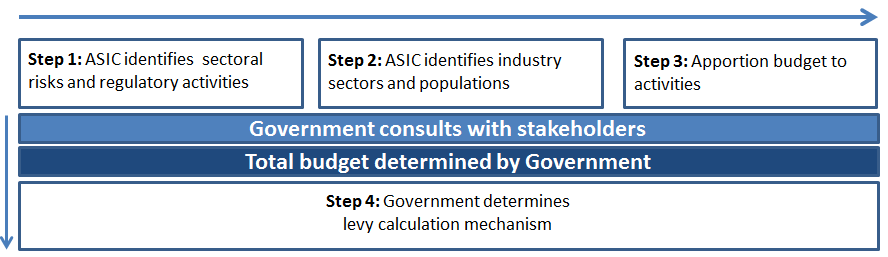 Step 1: ASIC identifies sectoral
risks and regulatory activities
Step 2: ASIC identifies industry
sectors and populations
Step 3: Apportion budget to
activities
Government consults with stakeholders
Total budget determined by Government
Step 4: Government determines
levy calculation mechanism